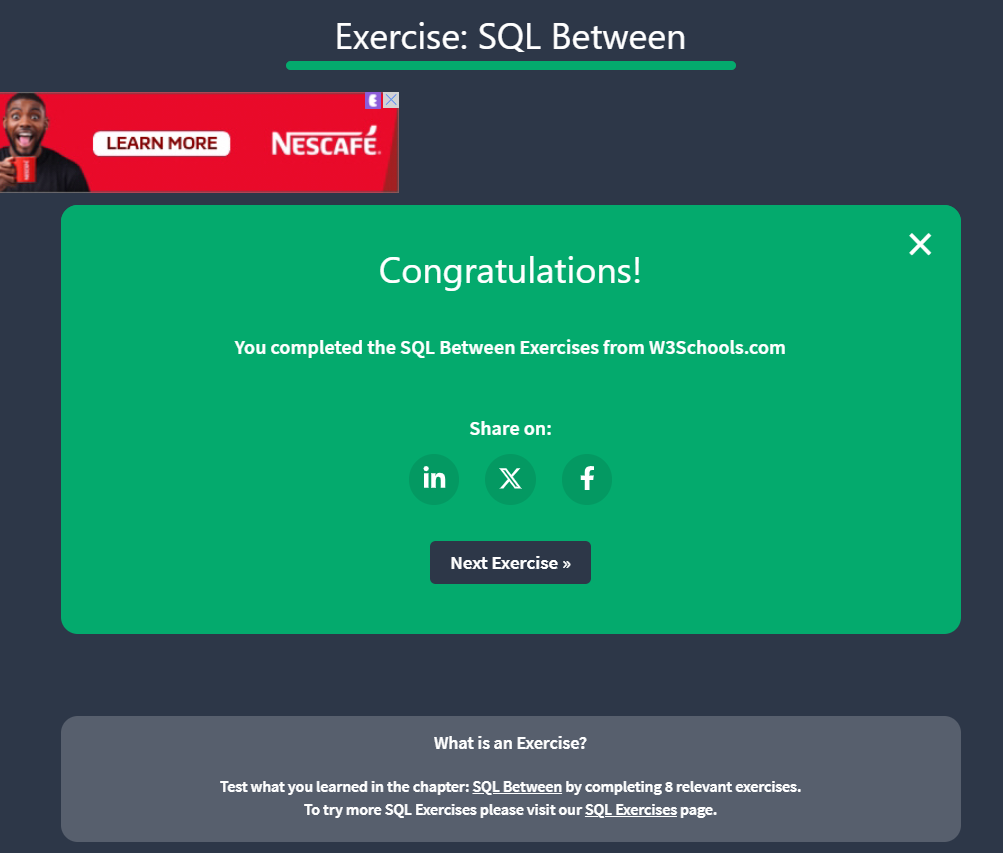 Exercise: SQL Between
LEARN MORE
NESCAFÉ.
Congratulations!
You completed the SQL Between Exercises from W3Schools.com
Share on:
Next Exercise »
What is an Exercise?
Test what you learned in the chapter: SQL Between by completing 8 relevant exercises.
To try more SQL Exercises please visit our SQL Exercises page.